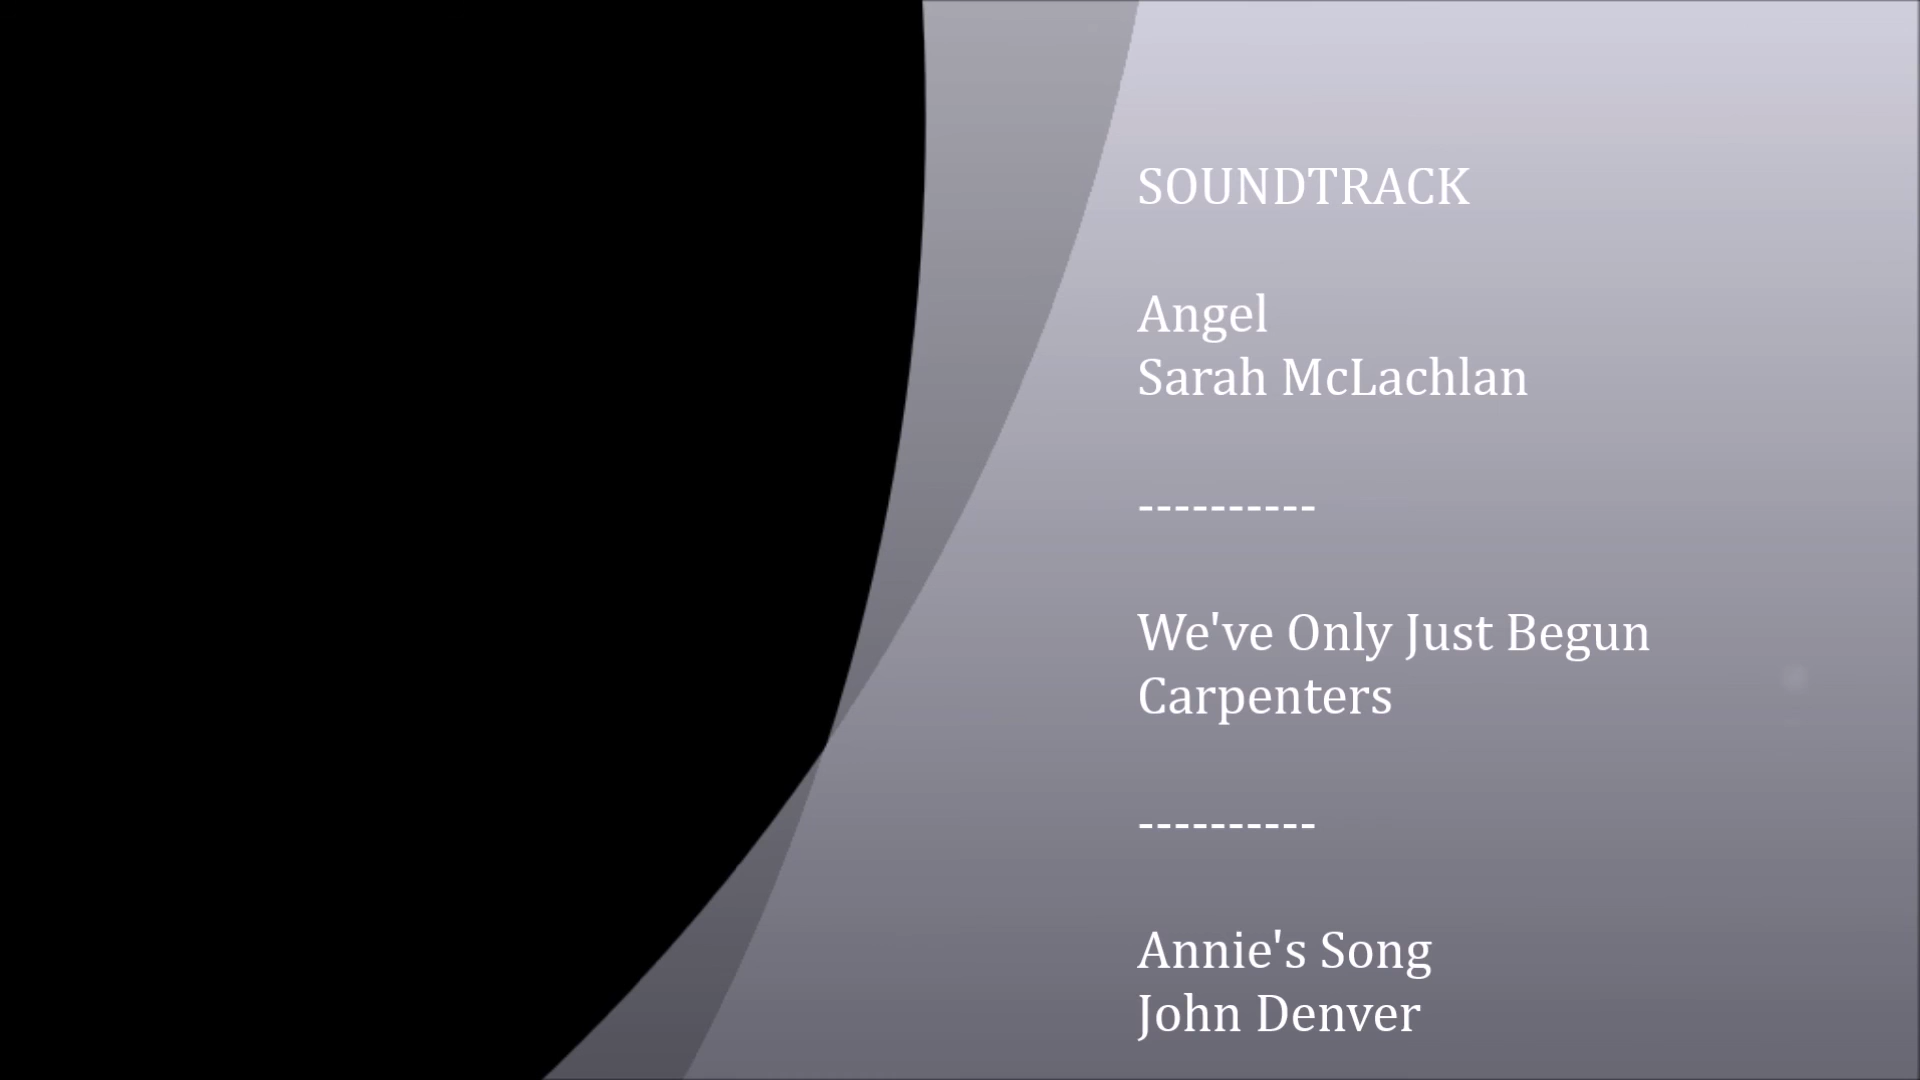 SOUNDTRACK
Angel
Sarah McLachlan
----------
We've Only Just Begun
Carpenters
----------
Annie's Song
John Denver